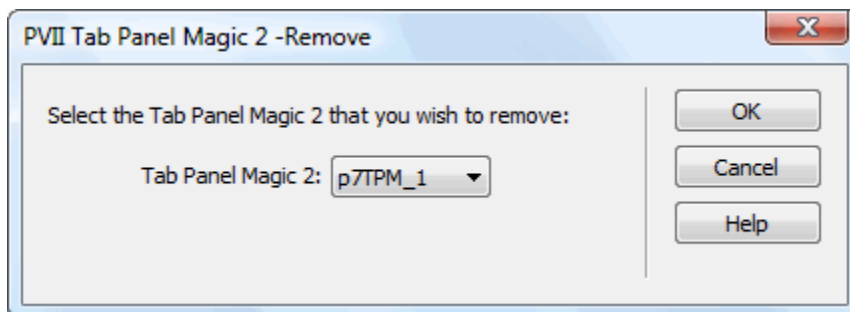 PVII Tab Panel Magic 2 -Remove
Select the Tab Panel Magic 2 that you wish to remove:
Tab Panel Magic 2: p7TPM_1
OK
Cancel
Help